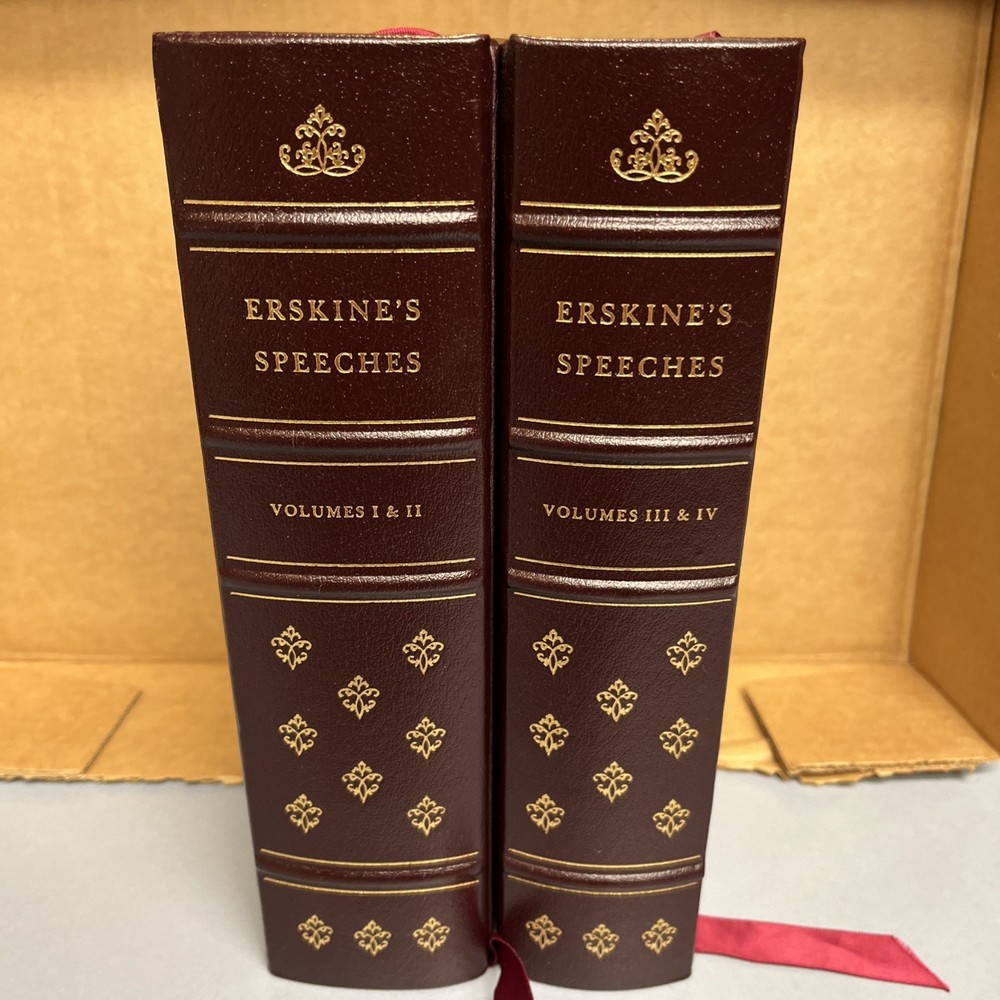 ERSKINE'S
SPEECHES
VOLUMES I & II
ERSKINE'S
SPEECHES
VOLUMES III & IV